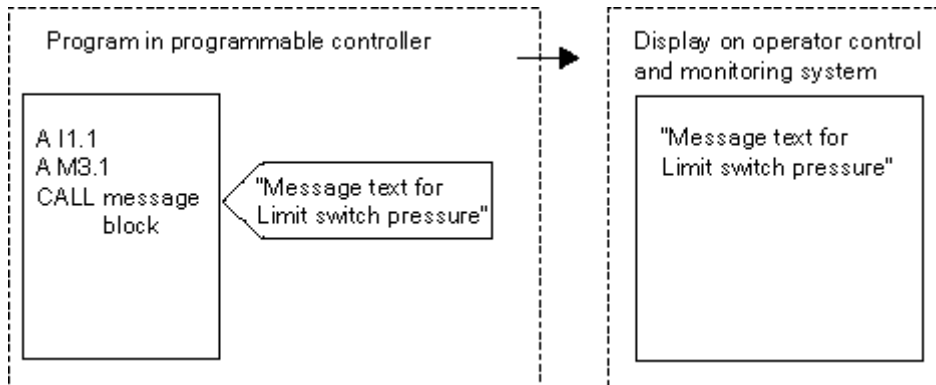 Program in programmable controller
A I1.1
A M3.1
CALL message
block
"Message text for
Limit switch pressure"
Display on operator control
and monitoring system
"Message text for
Limit switch pressure"